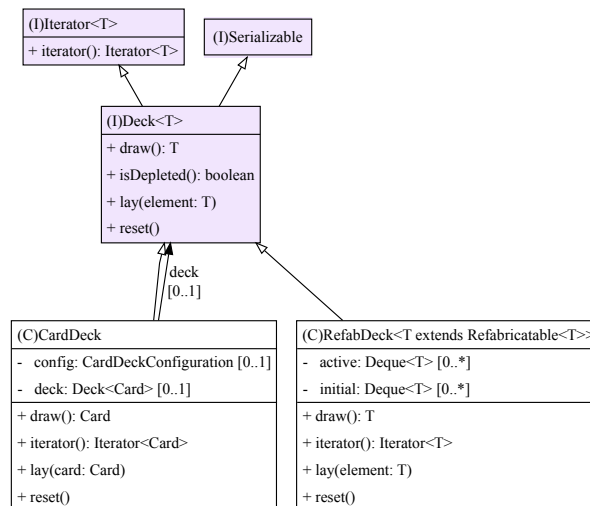 (I)Iterator<T>
+ iterator(): Iterator<T>
(I)Serializable
(I)Deck<T>
+ draw(): T
+ isDepleted(): boolean
+ lay(element: T)
+ reset()
deck
[0..1]
(C)CardDeck
- config: CardDeckConfiguration [0..1]
- deck: Deck<Card> [0..1]
+ draw(): Card
+ iterator(): Iterator<Card>
+ lay(card: Card)
+ reset()
(C)RefabDeck<T extends Refabricatable<T>>
- active: Deque<T> [0..*]
- initial: Deque<T> [0..*]
+ draw(): T
+ iterator(): Iterator<T>
+ lay(element: T)
+ reset()